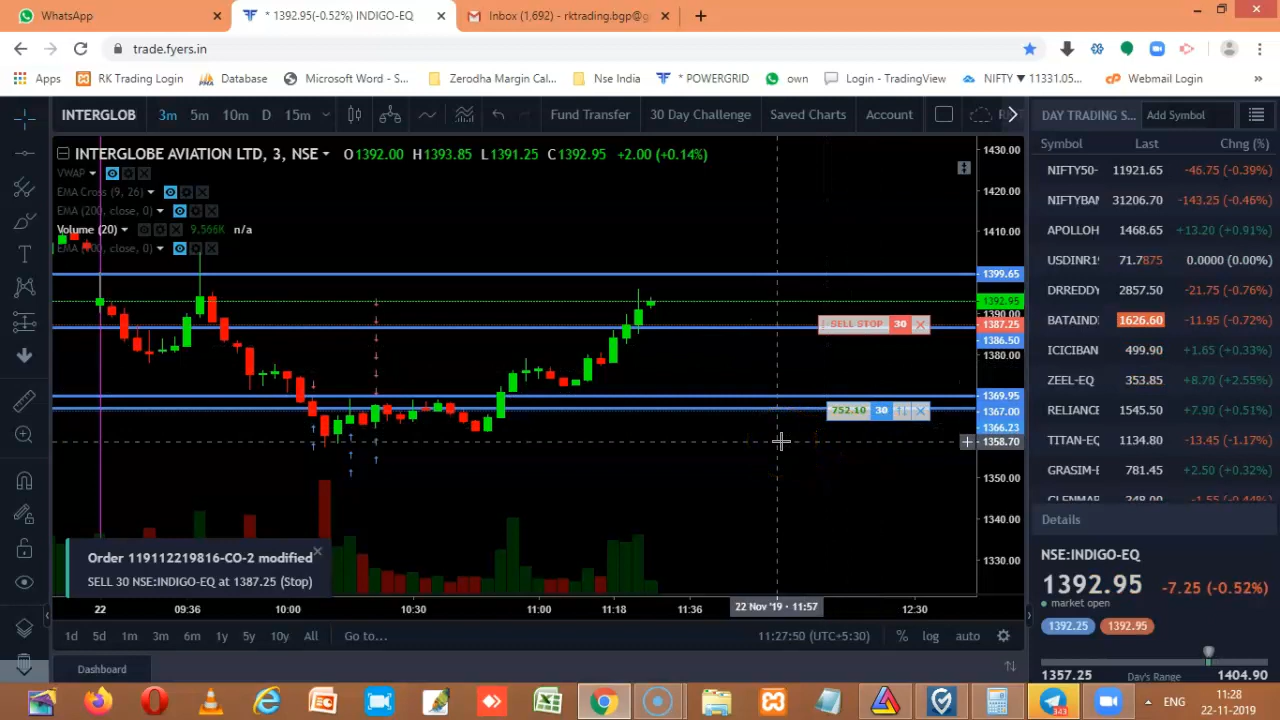 WhatsApp
* 1392.95(-0.52%) INDIGO-EQ
Inbox (1,692) - rktrading.bgp@g
trade.fyers.in
Apps
RK Trading Login
Database
Microsoft Word - S...
Zerodha Margin Cal...
Nse India
* POWERGRID
own
Login - TradingView
NIFTY ▼ 11331.05...
Webmail Login
»
INTERGLOB
3m
5m
10m
D
15m
Fund Transfer
30 Day Challenge
Saved Charts
Account
DAY TRADING S...
Add Symbol
INTERGLOBE AVIATION LTD, 3, NSE
O1392.00 H1393.85 L1391.25 C1392.95 +2.00 (+0.14%)
VWAP
EMA Cross (9, 26)
EMA (200, close, 0)
Volume (20)
9.566K n/a
1430.00
1420.00
1410.00
1399.65
1392.95
1390.00
1387.25
1386.50
1380.00
1369.95
1367.00
1366.23
1358.70
1350.00
1340.00
1330.00
SELL STOP 30
752.10 30
Order 119112219816-CO-2 modified
SELL 30 NSE:INDIGO-EQ at 1387.25 (Stop)
22
09:36
10:00
10:30
11:00
11:18
11:36
22 Nov '19 - 11:57
12:30
1d 5d 1m 3m 6m 1y 5y 10y All Go to...
11:27:50 (UTC+5:30)
% log auto
Dashboard
Symbol Last Chng (%)
NIFTY50- 11921.65 -46.75 (-0.39%)
NIFTYBAN 31206.70 -143.25 (-0.46%)
APOLLOH 1468.65 +13.20 (+0.91%)
USDINR1 71.7875 0.0000 (0.00%)
DRREDDY 2857.50 -21.75 (-0.76%)
BATAIND 1626.60 -11.95 (-0.72%)
ICICIBAN 499.90 +1.65 (+0.33%)
ZEEL-EQ 353.85 +8.70 (+2.55%)
RELIANCE 1545.50 +7.90 (+0.51%)
TITAN-EQ 1134.80 -13.45 (-1.17%)
GRASIM-E 781.45 +2.50 (+0.32%)
GLENMAR 348.00 -1.55 (-0.44%)
Details
NSE:INDIGO-EQ
1392.95 -7.25 (-0.52%)
market open
1392.25 1392.95
1357.25 Day's Range 1404.90
343
ENG
11:28
22-11-2019